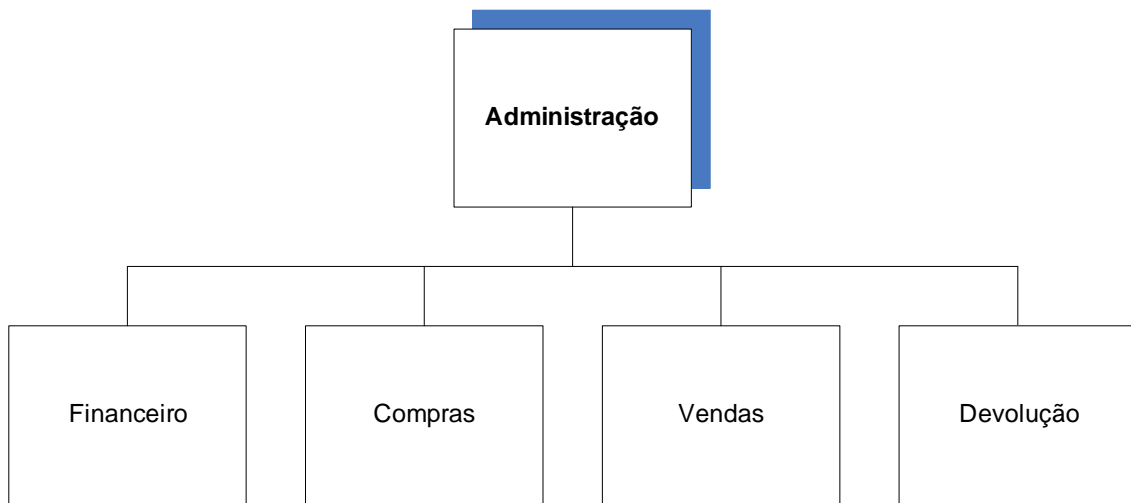 Administração
Financeiro
Compras
Vendas
Devolução